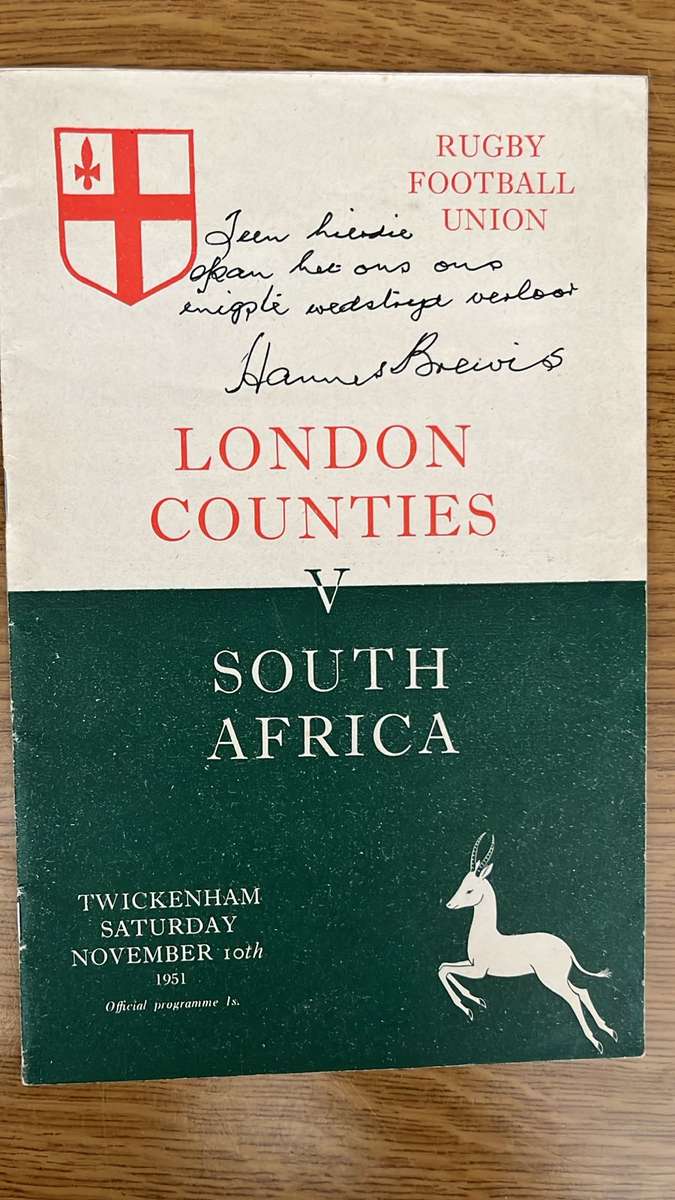 RUGBY
FOOTBALL
UNION
Teen hierdie
span het ons ons
enigste wedstryd verloor
Hannes Brewis
LONDON
COUNTIES
V
SOUTH
AFRICA
TWICKENHAM
SATURDAY
NOVEMBER 10th
1951
Official programme 1s.